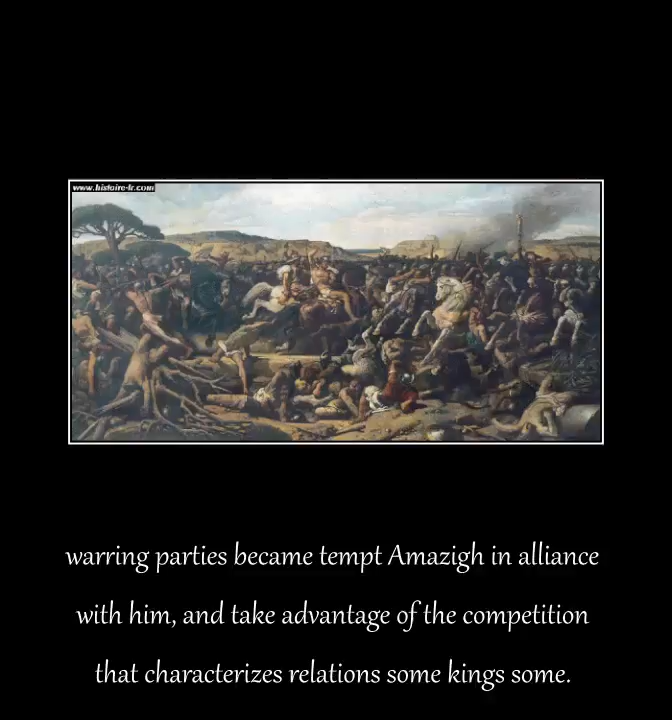 www.histoire-fr.com
warring parties became tempt Amazigh in alliance
with him, and take advantage of the competition
that characterizes relations some kings some.